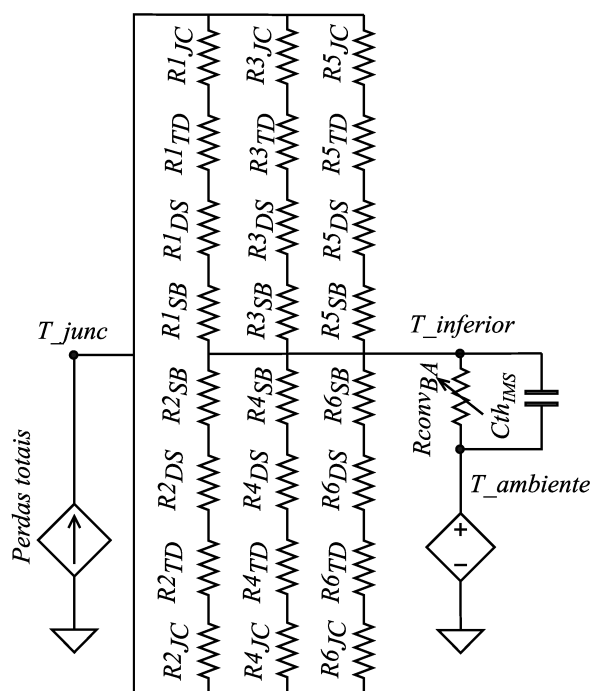 R1JC R3JC R5JC
R1TD R3TD R5TD
R1DS R3DS R5DS
R1SB R3SB R5SB
T_junc
T_inferior
R2SB R4SB R6SB
RconvBA
CthIMS
R2DS R4DS R6DS
T_ambiente
Perdas totais
+
−
R2TD R4TD R6TD
R2JC R4JC R6JC